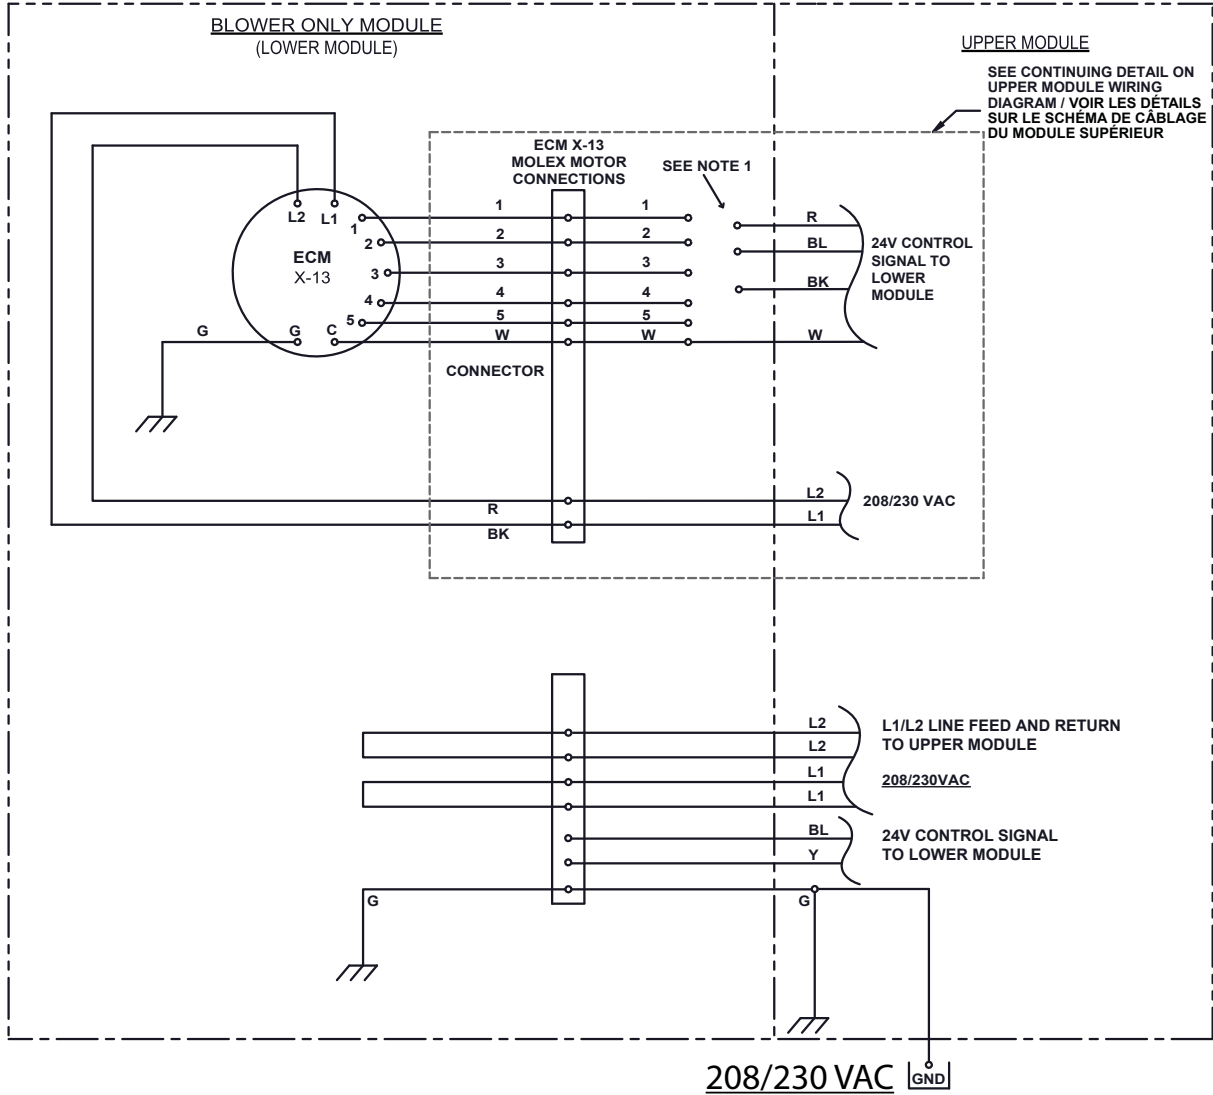 BLOWER ONLY MODULE
(LOWER MODULE)
UPPER MODULE
SEE CONTINUING DETAIL ON
UPPER MODULE WIRING
DIAGRAM / VOIR LES DÉTAILS
SUR LE SCHÉMA DE CÂBLAGE
DU MODULE SUPÉRIEUR
ECM X-13
MOLEX MOTOR
CONNECTIONS
SEE NOTE 1
L2 L1
ECM
X-13
1
2
3
4
5
G
G C
1 1
2 2
3 3
4 4
5 5
W W
R
BL
BK
W
24V CONTROL
SIGNAL TO
LOWER
MODULE
CONNECTOR
R
BK
L2
L1
208/230 VAC
L2
L2
L1
L1
L1/L2 LINE FEED AND RETURN
TO UPPER MODULE
208/230VAC
BL
Y
24V CONTROL SIGNAL
TO LOWER MODULE
G
G
208/230 VAC
GND